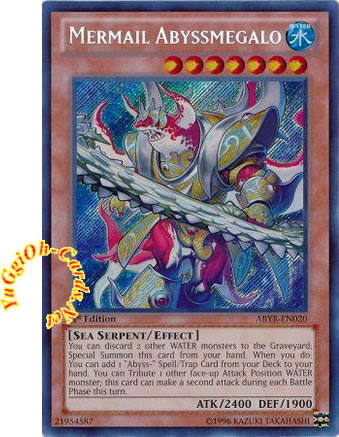 MERMAIL ABYSSMEGALO
WATER
水
YuGgiOh-Cards.Net
1st Edition
ABYR-EN020
[SEA SERPENT/EFFECT]
You can discard 2 other WATER monsters to the Graveyard;
Special Summon this card from your hand. When you do:
You can add 1 "Abyss-" Spell/Trap Card from your Deck to your
hand. You can Tribute 1 other face-up Attack Position WATER
monster; this card can make a second attack during each Battle
Phase this turn.
ATK/2400 DEF/1900
21954587
©1996 KAZUKI TAKAHASHI